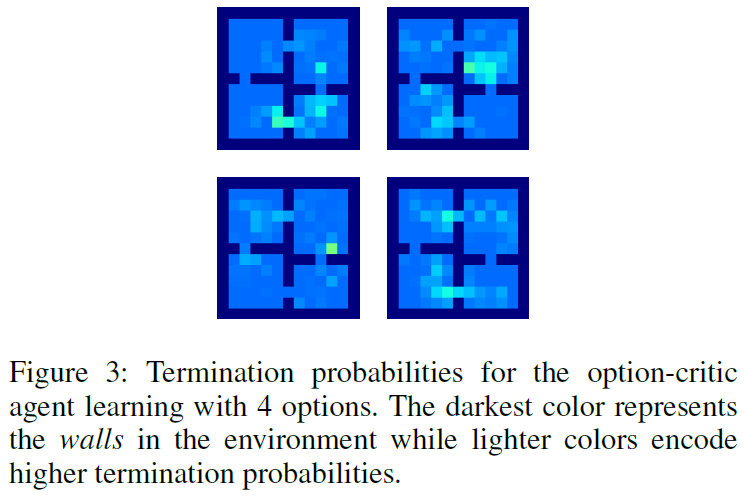 Figure 3: Termination probabilities for the option-critic
agent learning with 4 options. The darkest color represents
the walls in the environment while lighter colors encode
higher termination probabilities.